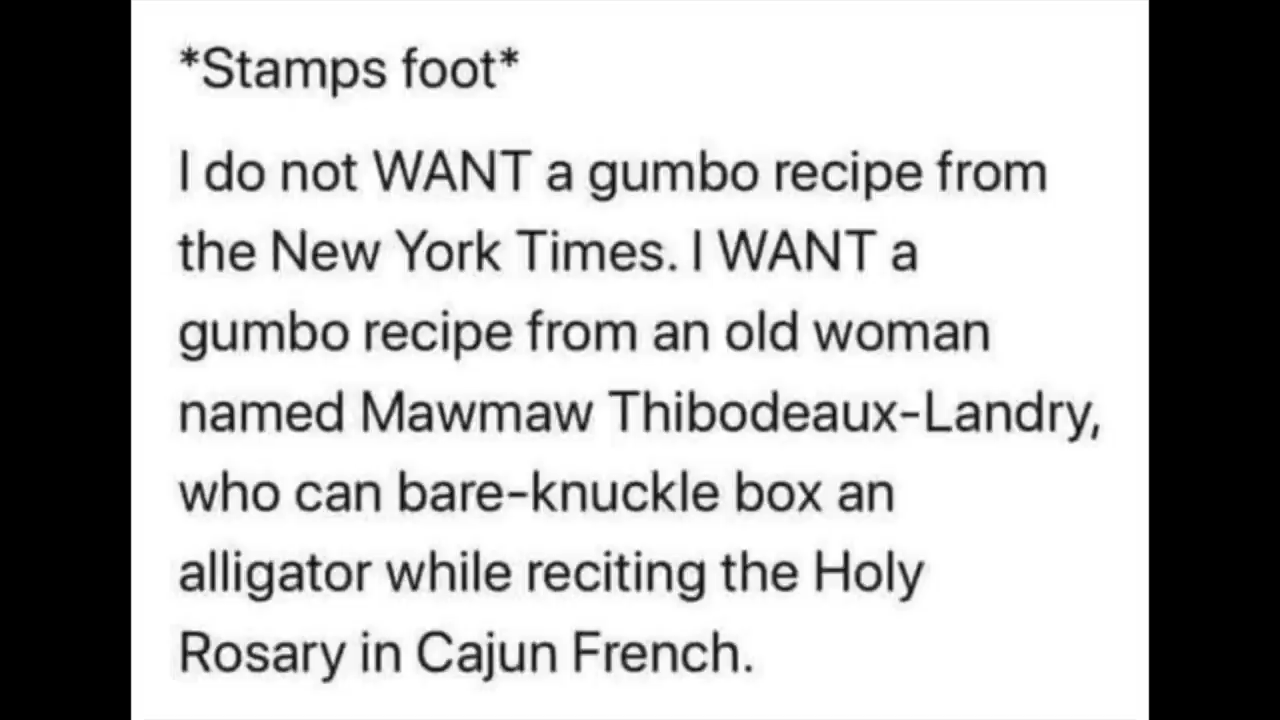 *Stamps foot*
I do not WANT a gumbo recipe from
the New York Times. I WANT a
gumbo recipe from an old woman
named Mawmaw Thibodeaux-Landry,
who can bare-knuckle box an
alligator while reciting the Holy
Rosary in Cajun French.